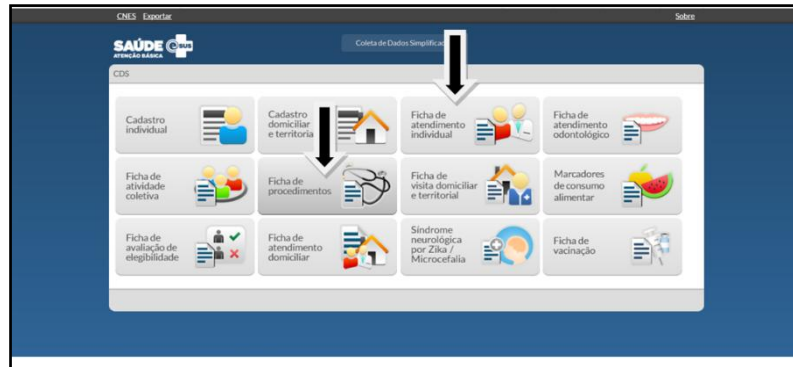 CNES Exportar
Sobre
SAÚDE e SUS
ATENÇÃO BÁSICA
Coleta de Dados
CDS
Cadastro
individual
Cadastro
domiciliar
e territorial
Ficha de
atendimento
individual
Ficha de
atendimento
odontológico
Ficha de
atividade
coletiva
Ficha de
procedimentos
Ficha de
visita domiciliar
e territorial
Marcadores
de consumo
alimentar
Ficha de
avaliação de
elegibilidade
Ficha de
atendimento
domiciliar
Síndrome
neurológica
por Zika /
Microcefalia
Ficha de
vacinação